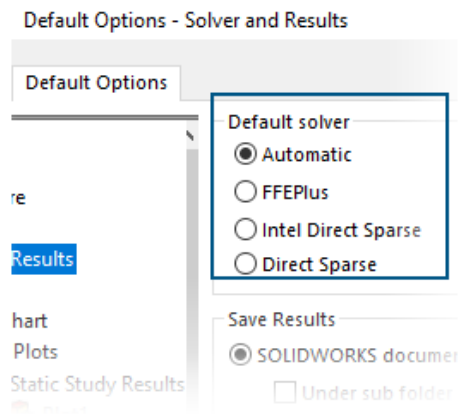 Default Options - Solver and Results
Default Options
Default solver
Automatic
re
FFEPlus
Intel Direct Sparse
Results
Direct Sparse
hart
Save Results
Plots
SOLIDWORKS documen
Static Study Results
Under sub folder
Plot1